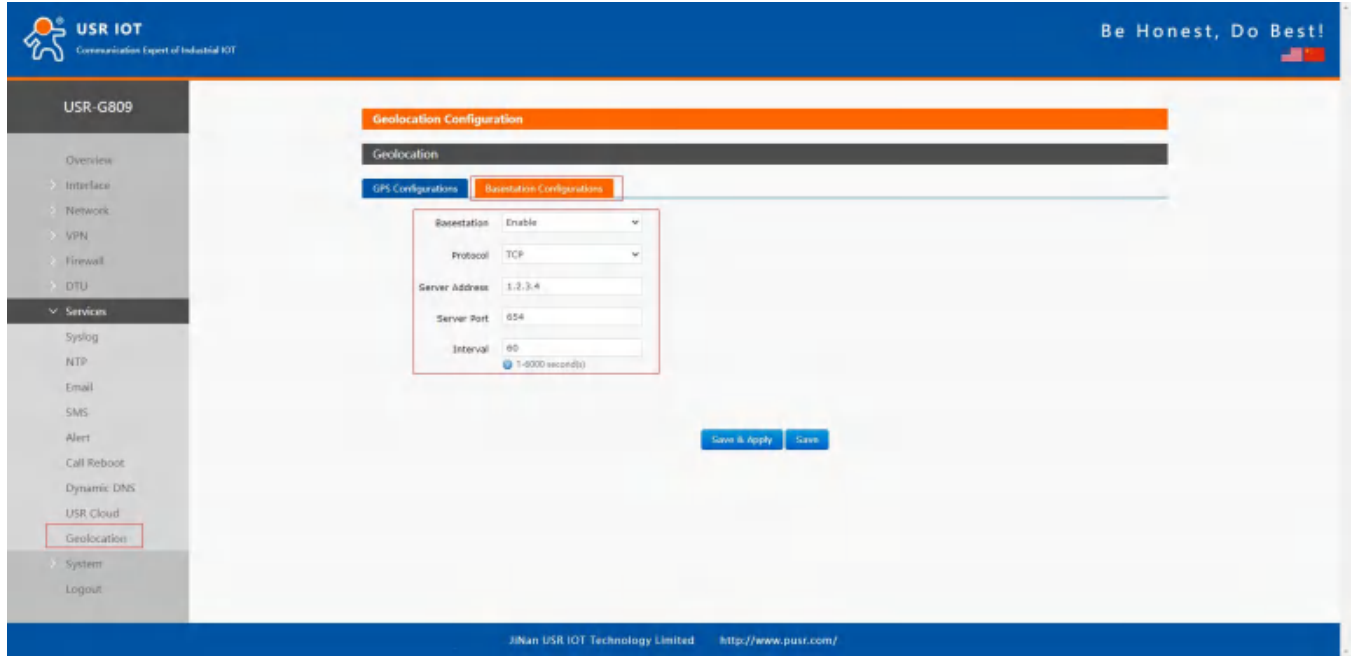 USR IOT
Communication Expert of Industrial IOT
Be Honest, Do Best!
USR-G809
Overview
Interface
Network
VPN
Firewall
DTU
Services
Syslog
NTP
Email
SMS
Alert
Call Reboot
Dynamic DNS
USR Cloud
Geolocation
System
Logout
Geolocation Configuration
Geolocation
GPS Configurations
Basestation Configurations
Basestation Enable
Protocol TCP
Server Address 1.2.3.4
Server Port 654
Interval 60
1-6000 second(s)
Save & Apply
Save
JiNan USR IOT Technology Limited http://www.pusr.com/